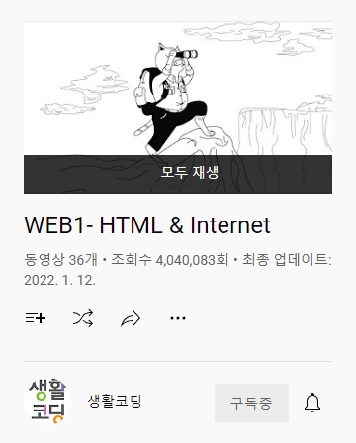 모두 재생
WEB1- HTML & Internet
동영상 36개 • 조회수 4,040,083회 • 최종 업데이트:
2022. 1. 12.
생활
코딩
생활코딩
구독중